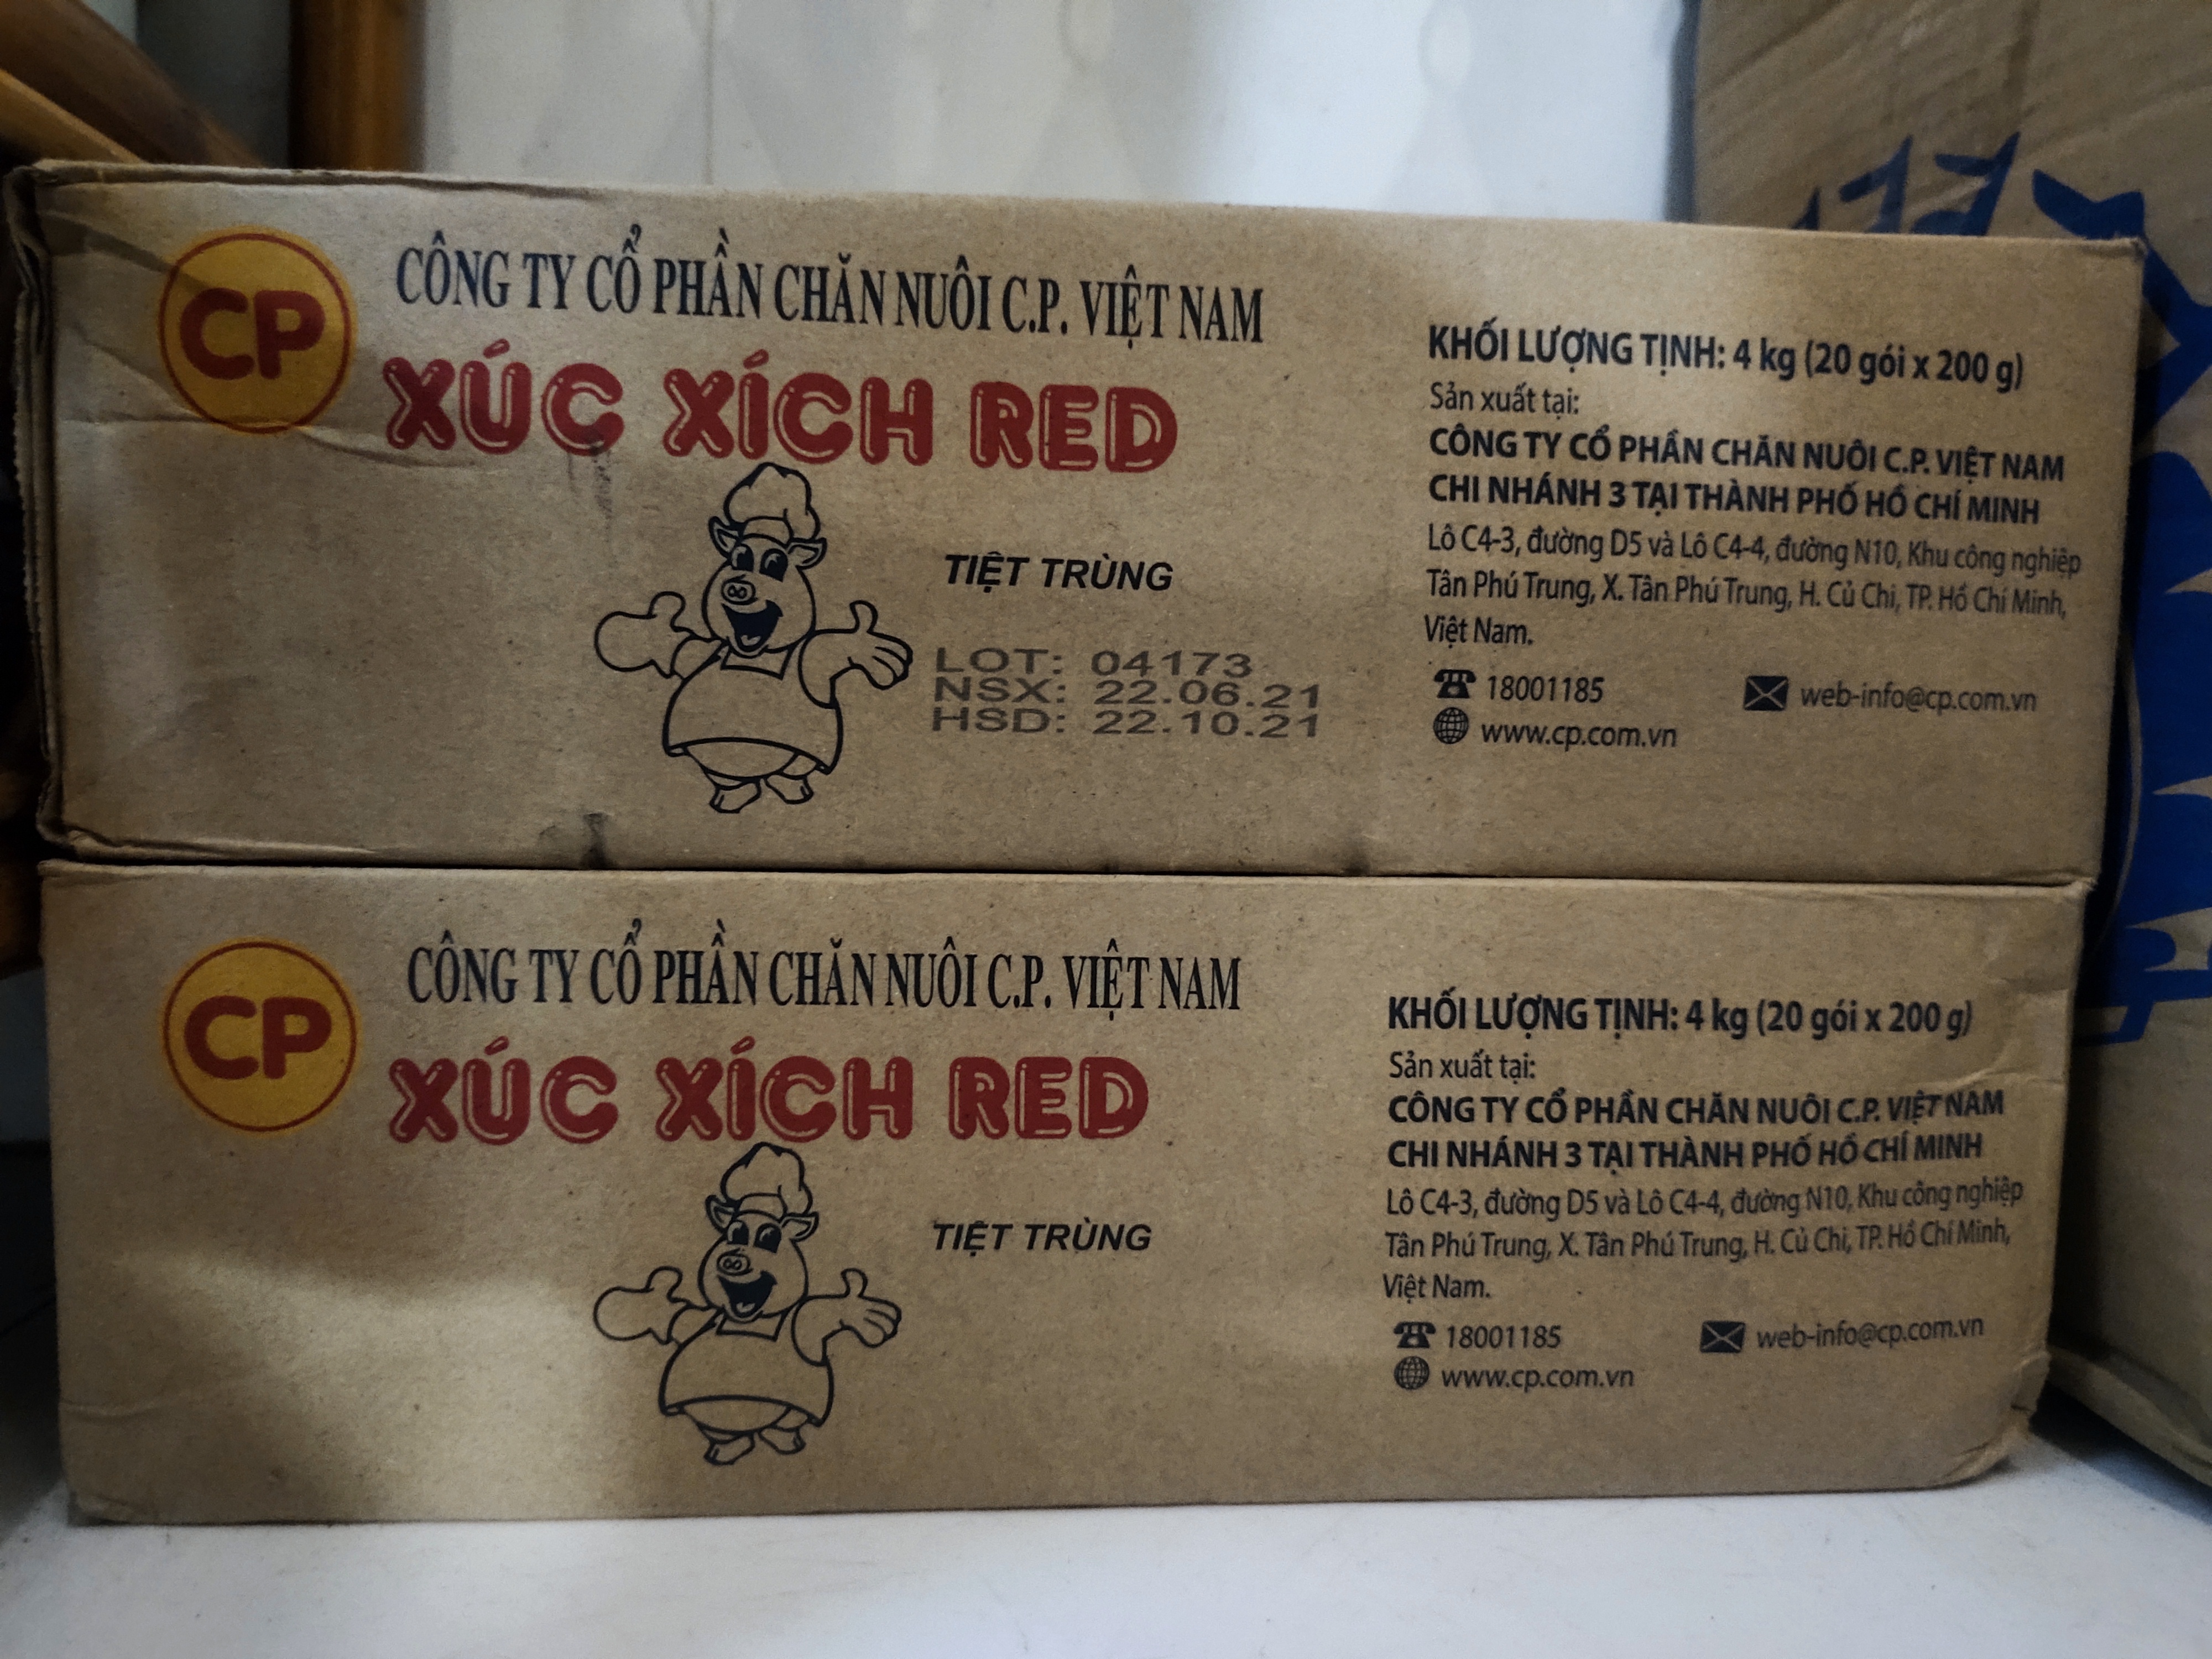 CP
CÔNG TY CỔ PHẦN CHĂN NUÔI C.P. VIỆT NAM
XÚC XÍCH RED
TIỆT TRÙNG
LOT: 04173
NSX: 22.06.21
HSD: 22.10.21
KHỐI LƯỢNG TỊNH: 4 kg (20 gói x 200 g)
Sản xuất tại:
CÔNG TY CỔ PHẦN CHĂN NUÔI C.P. VIỆT NAM
CHI NHÁNH 3 TẠI THÀNH PHỐ HỒ CHÍ MINH
Lô C4-3, đường D5 và Lô C4-4, đường N10, Khu công nghiệp
Tân Phú Trung, X. Tân Phú Trung, H. Củ Chi, TP. Hồ Chí Minh,
Việt Nam.
18001185 web-info@cp.com.vn
www.cp.com.vn
CP
CÔNG TY CỔ PHẦN CHĂN NUÔI C.P. VIỆT NAM
XÚC XÍCH RED
TIỆT TRÙNG
KHỐI LƯỢNG TỊNH: 4 kg (20 gói x 200 g)
Sản xuất tại:
CÔNG TY CỔ PHẦN CHĂN NUÔI C.P. VIỆT NAM
CHI NHÁNH 3 TẠI THÀNH PHỐ HỒ CHÍ MINH
Lô C4-3, đường D5 và Lô C4-4, đường N10, Khu công nghiệp
Tân Phú Trung, X. Tân Phú Trung, H. Củ Chi, TP. Hồ Chí Minh,
Việt Nam.
18001185 web-info@cp.com.vn
www.cp.com.vn